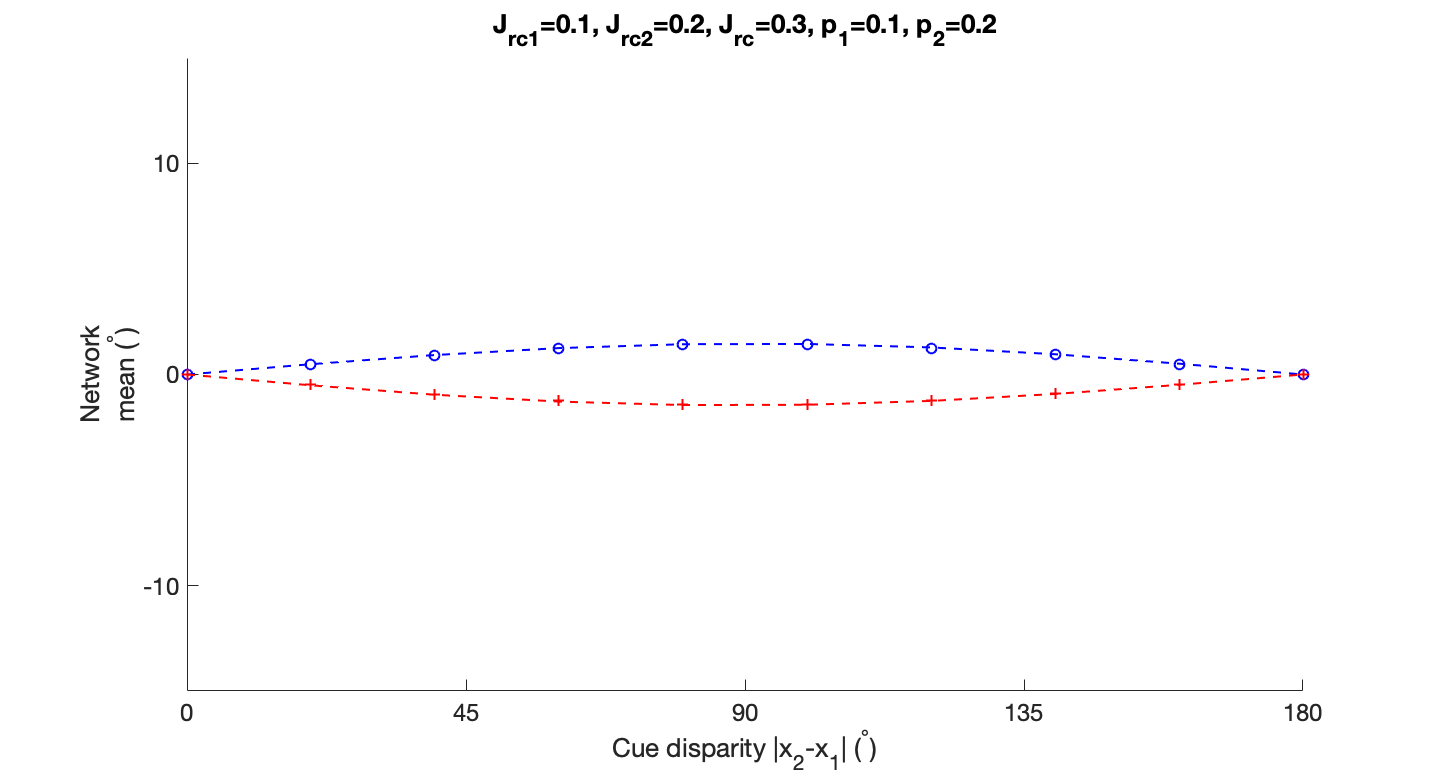 J_rc1=0.1, J_rc2=0.2, J_rc=0.3, p_1=0.1, p_2=0.2
10
0
-10
Network
mean (°)
0 45 90 135 180
Cue disparity |x_2-x_1| (°)